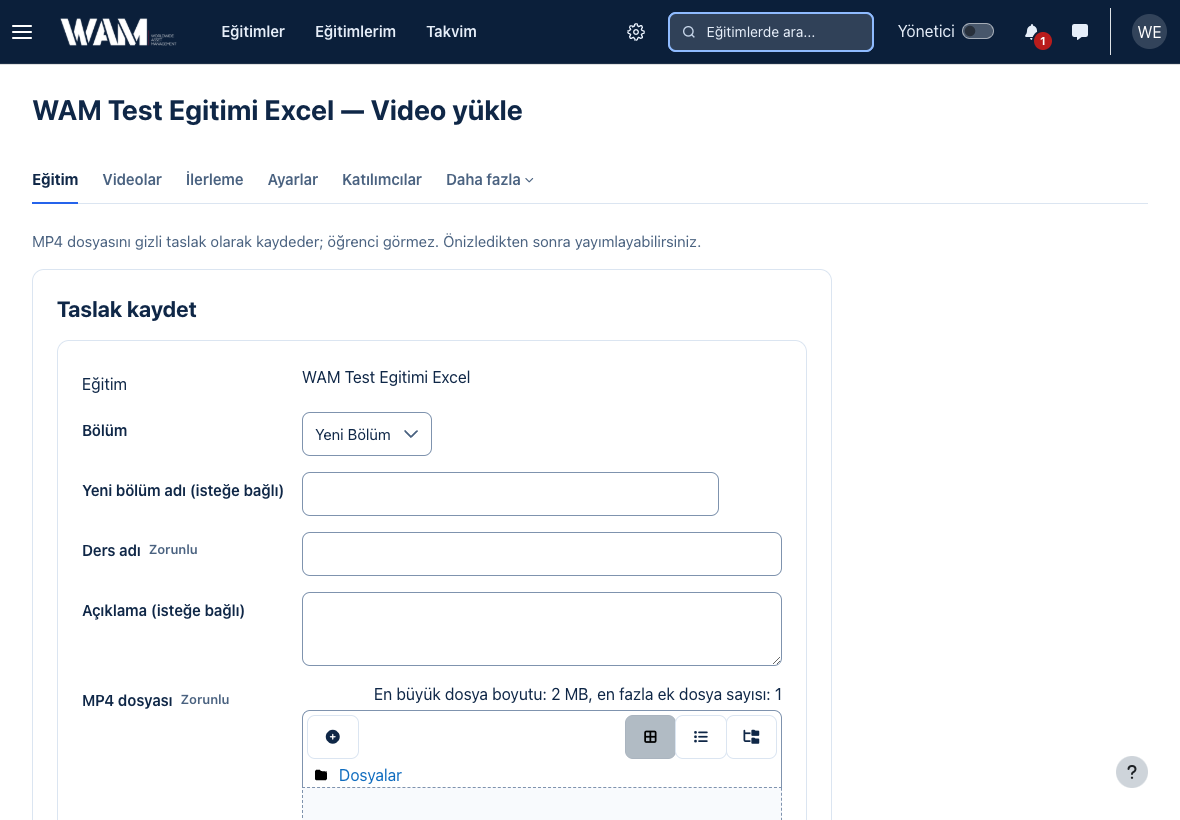 WAM WORLDWIDE ASSET MANAGEMENT
Eğitimler
Eğitimlerim
Takvim
Eğitimlerde ara...
Yönetici
1
WE
WAM Test Egitimi Excel — Video yükle
Eğitim
Videolar
İlerleme
Ayarlar
Katılımcılar
Daha fazla
MP4 dosyasını gizli taslak olarak kaydeder; öğrenci görmez. Önizledikten sonra yayımlayabilirsiniz.
Taslak kaydet
Eğitim
WAM Test Egitimi Excel
Bölüm
Yeni Bölüm
Yeni bölüm adı (isteğe bağlı)
Ders adı Zorunlu
Açıklama (isteğe bağlı)
MP4 dosyası Zorunlu
En büyük dosya boyutu: 2 MB, en fazla ek dosya sayısı: 1
Dosyalar
?